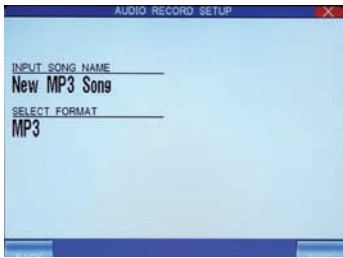 AUDIO RECORD SETUP
INPUT SONG NAME
New MP3 Song
SELECT FORMAT
MP3